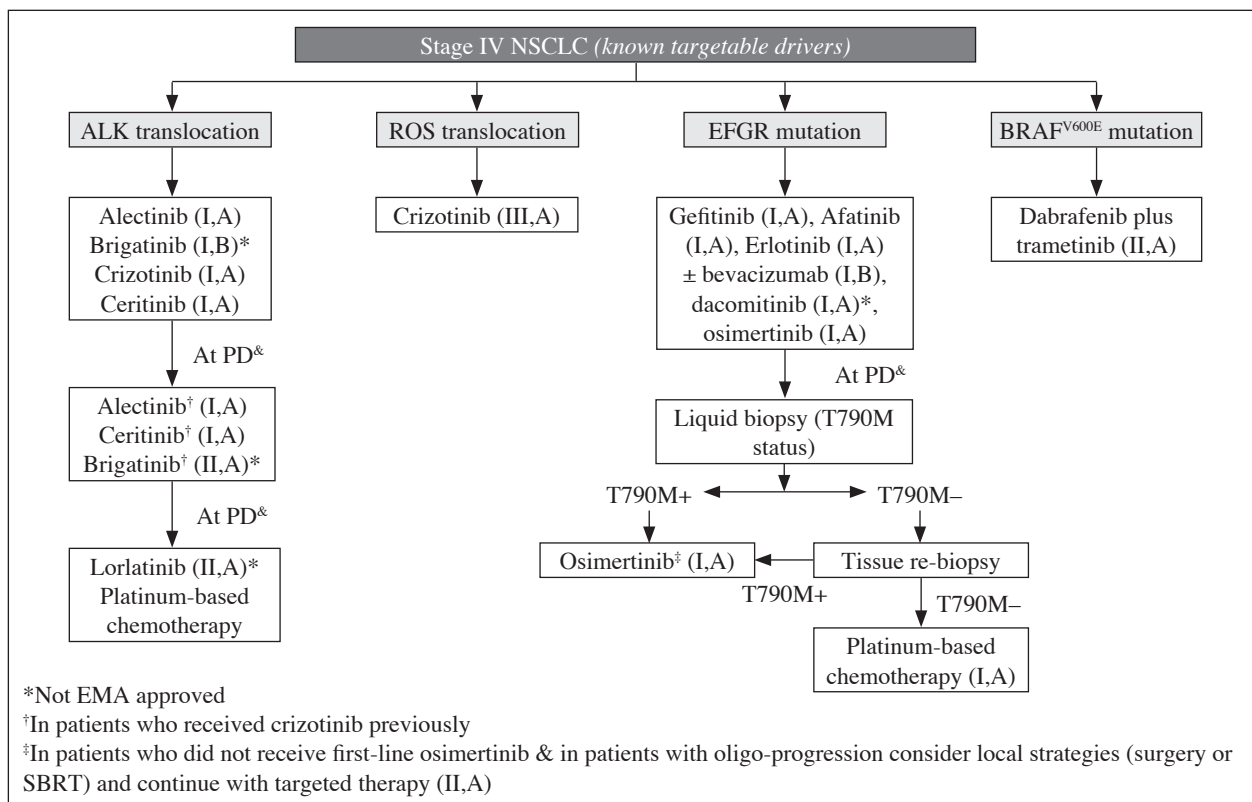 Stage IV NSCLC (known targetable drivers)
ALK translocation
ROS translocation
EFGR mutation
BRAFV600E mutation
Alectinib (I,A)
Brigatinib (I,B)*
Crizotinib (I,A)
Ceritinib (I,A)
Crizotinib (III,A)
Gefitinib (I,A), Afatinib
(I,A), Erlotinib (I,A)
± bevacizumab (I,B),
dacomitinib (I,A)*,
osimertinib (I,A)
Dabrafenib plus
trametinib (II,A)
At PD&
At PD&
Alectinib† (I,A)
Ceritinib† (I,A)
Brigatinib† (II,A)*
Liquid biopsy (T790M
status)
At PD&
T790M+
T790M–
Lorlatinib (II,A)*
Platinum-based
chemotherapy
Osimertinib‡ (I,A)
Tissue re-biopsy
T790M+
T790M–
Platinum-based
chemotherapy (I,A)
*Not EMA approved
†In patients who received crizotinib previously
‡In patients who did not receive first-line osimertinib & in patients with oligo-progression consider local strategies (surgery or
SBRT) and continue with targeted therapy (II,A)